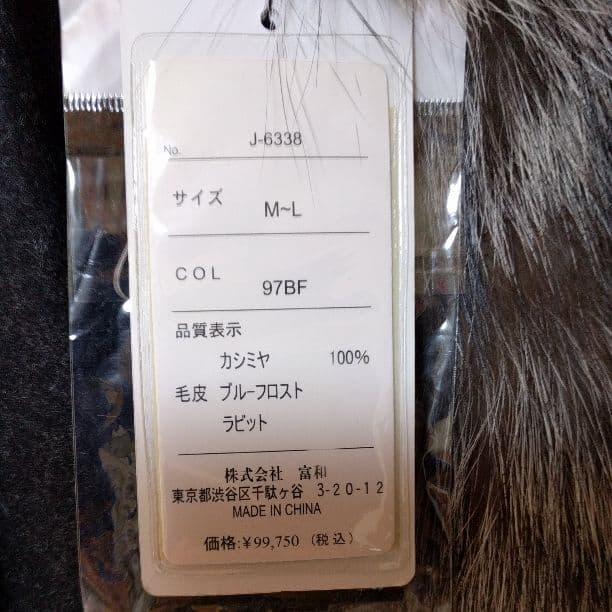 No. J-6338
サイズ M~L
COL 97BF
品質表示
カシミヤ 100%
毛皮 ブルーフロスト
ラビット
株式会社 富和
東京都渋谷区千駄ヶ谷 3-20-12
MADE IN CHINA
価格:¥99,750 (税込)